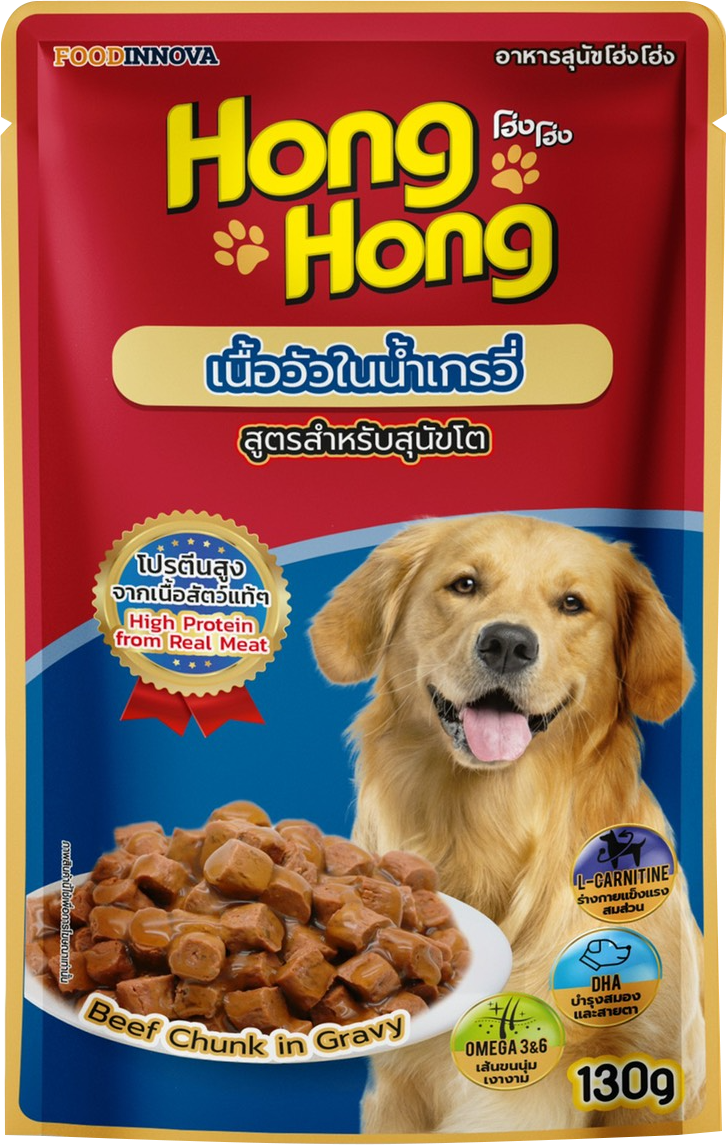 FOODINNOVA
อาหารสุนัขโฮ่งโฮ่ง
Hong
โฮ่งโฮ่ง
Hong
เนื้อวัวในน้ำเกรวี่
สูตรสำหรับสุนัขโต
โปรตีนสูง
จากเนื้อสัตว์แท้ๆ
High Protein
from Real Meat
L-CARNITINE
ร่างกายแข็งแรง
สมส่วน
DHA
บำรุงสมอง
และสายตา
OMEGA 3&6
เส้นขนนุ่ม
เงางาม
Beef Chunk in Gravy
130g